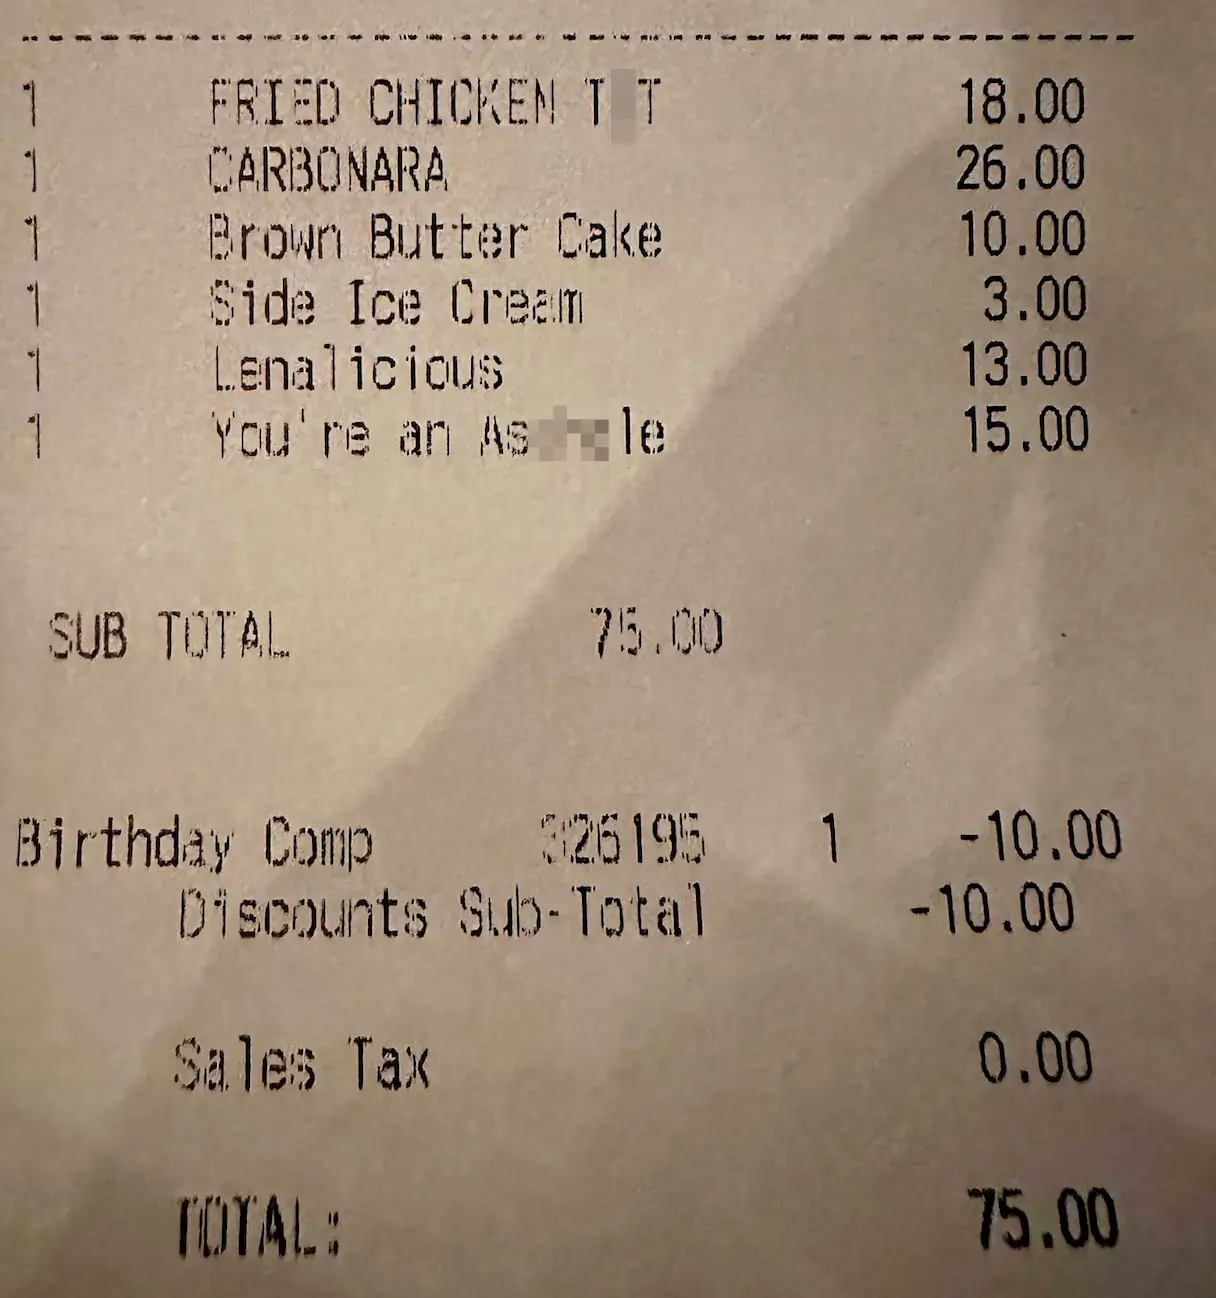 1 FRIED CHICKEN T T 18.00
1 CARBONARA 26.00
1 Brown Butter Cake 10.00
1 Side Ice Cream 3.00
1 Lenalicious 13.00
1 You're an 15.00
SUB TOTAL 75.00
Birthday Comp 326195 1 -10.00
Discounts Sub-Total -10.00
Sales Tax 0.00
TOTAL: 75.00